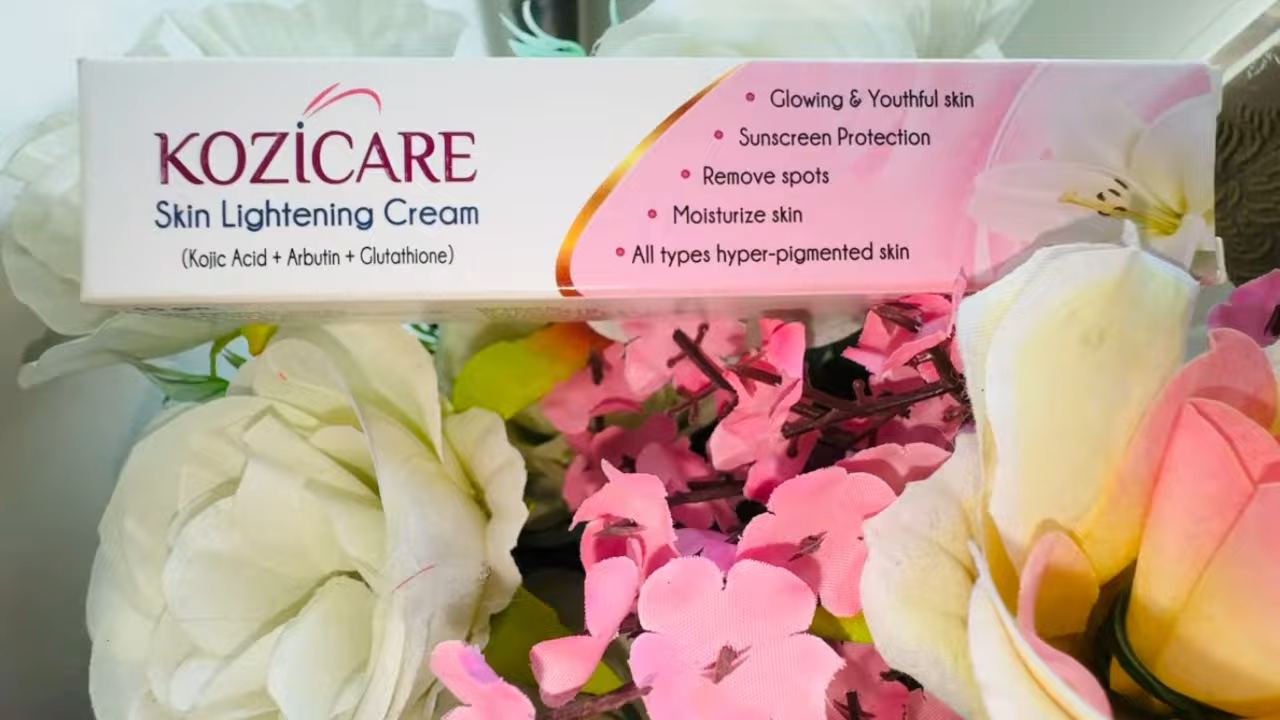 KOZICARE
Skin Lightening Cream
(Kojic Acid + Arbutin + Glutathione)
Glowing & Youthful skin
Sunscreen Protection
Remove spots
Moisturize skin
All types hyper-pigmented skin